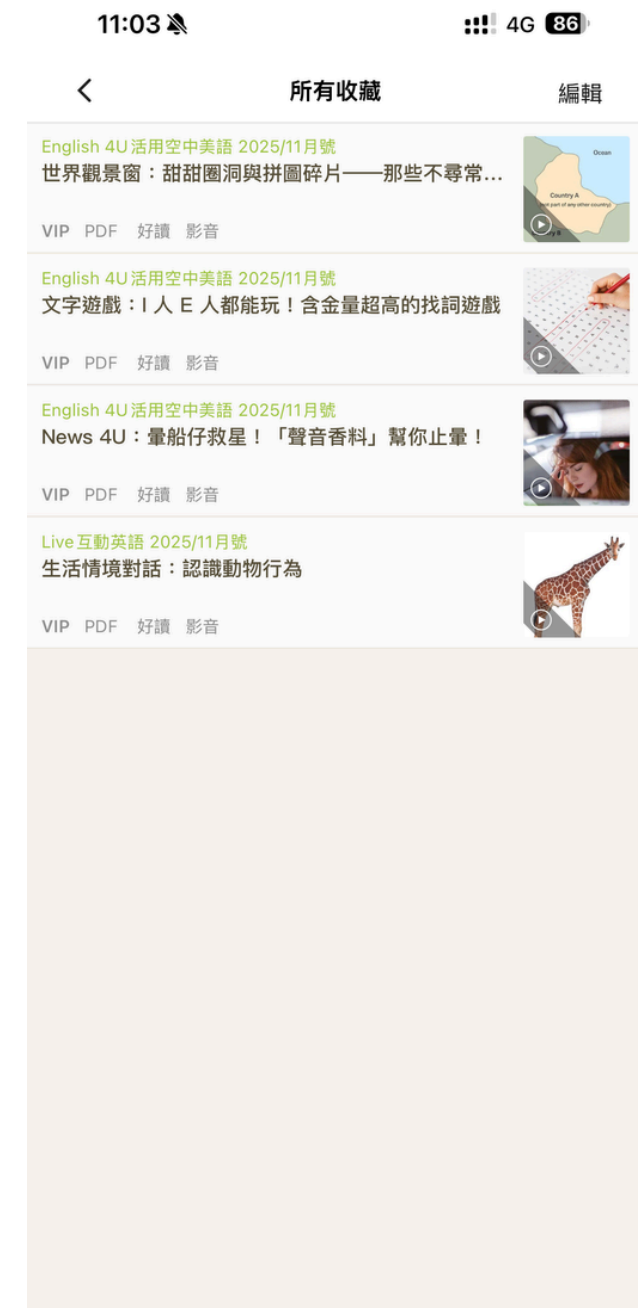 11:03
4G 86
所有收藏
編輯
English 4U活用空中美語 2025/11月號
世界觀景窗：甜甜圈洞與拼圖碎片——那些不尋常...
VIP PDF 好讀 影音
Ocean
Country A
(not part of any other country)
English 4U活用空中美語 2025/11月號
文字遊戲：I 人 E 人都能玩！含金量超高的找詞遊戲
VIP PDF 好讀 影音
English 4U活用空中美語 2025/11月號
News 4U：暈船仔救星！「聲音香料」幫你止暈！
VIP PDF 好讀 影音
Live互動英語 2025/11月號
生活情境對話：認識動物行為
VIP PDF 好讀 影音